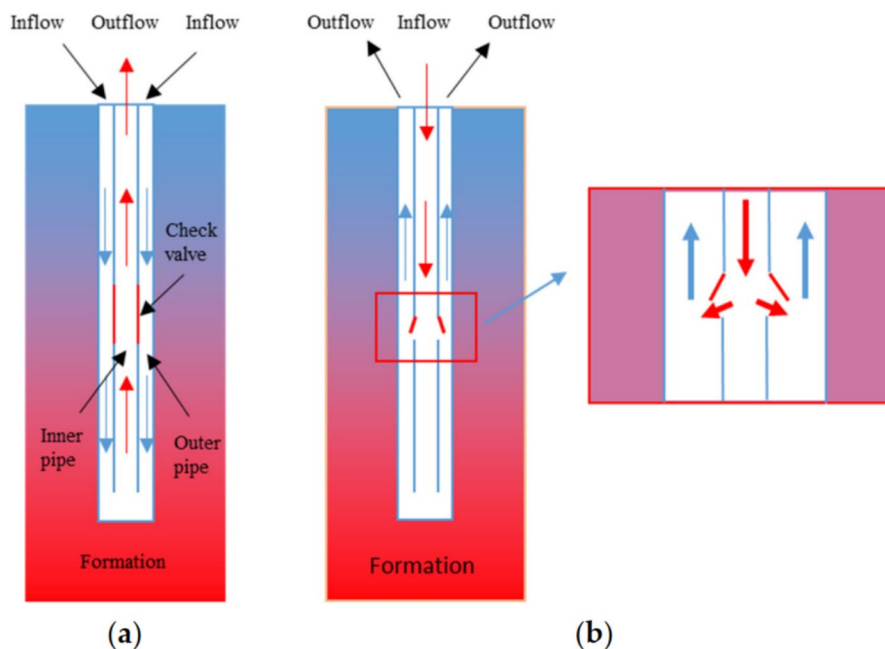 Inflow Outflow Inflow
Check
valve
Inner
pipe
Outer
pipe
Formation
(a)
Outflow Inflow Outflow
Formation
(b)